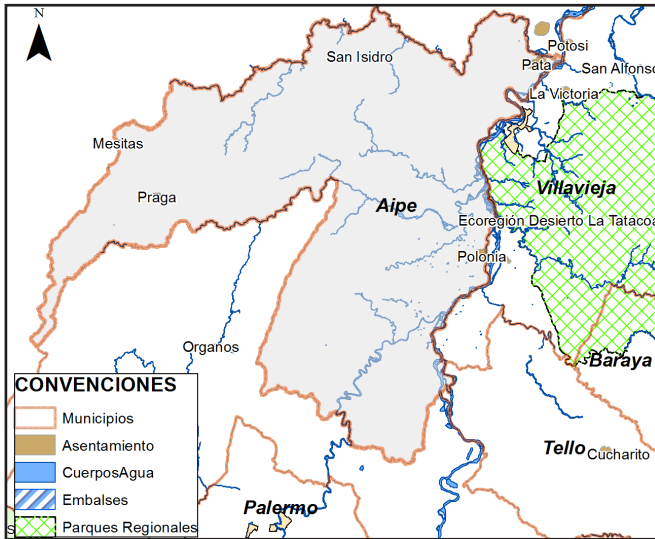 N
Potosi
San Isidro
Pata
San Alfonso
La Victoria
Mesitas
Villavieja
Praga
Aipe
Ecoregión Desierto La Tatacoa
Polonia
Organos
Baraya
CONVENCIONES
Municipios
Asentamiento
CuerposAgua
Embalses
Parques Regionales
Tello
Cucharito
Palermo